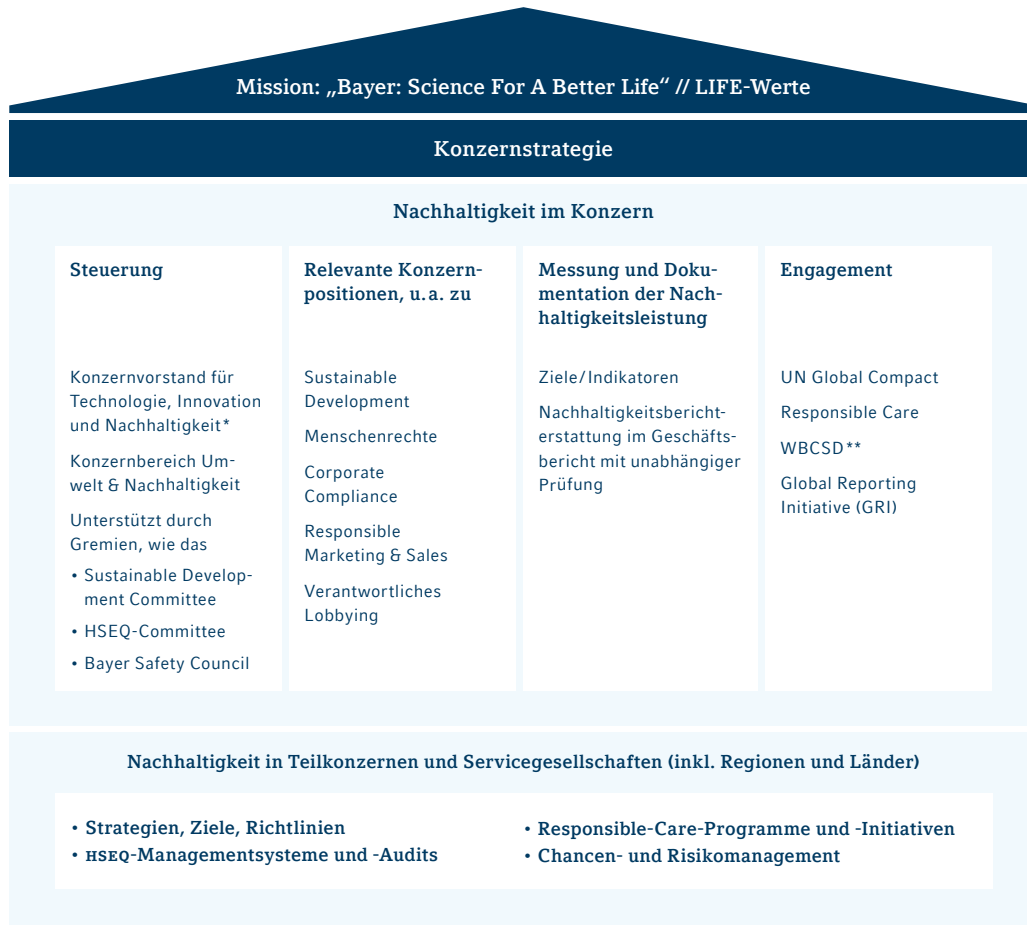 Mission: „Bayer: Science For A Better Life“ // LIFE-Werte
Konzernstrategie
Nachhaltigkeit im Konzern
Steuerung
Konzernvorstand für
Technologie, Innovation
und Nachhaltigkeit*
Konzernbereich Um-
welt & Nachhaltigkeit
Unterstützt durch
Gremien, wie das
• Sustainable Develop-
ment Committee
• HSEQ-Committee
• Bayer Safety Council
Relevante Konzern-
positionen, u. a. zu
Sustainable
Development
Menschenrechte
Corporate
Compliance
Responsible
Marketing & Sales
Verantwortliches
Lobbying
Messung und Doku-
mentation der Nach-
haltigkeitsleistung
Ziele/Indikatoren
Nachhaltigkeitsbericht-
erstattung im Geschäfts-
bericht mit unabhängiger
Prüfung
Engagement
UN Global Compact
Responsible Care
WBCSD**
Global Reporting
Initiative (GRI)
Nachhaltigkeit in Teilkonzernen und Servicegesellschaften (inkl. Regionen und Länder)
• Strategien, Ziele, Richtlinien
• HSEQ-Managementsysteme und -Audits
• Responsible-Care-Programme und -Initiativen
• Chancen- und Risikomanagement